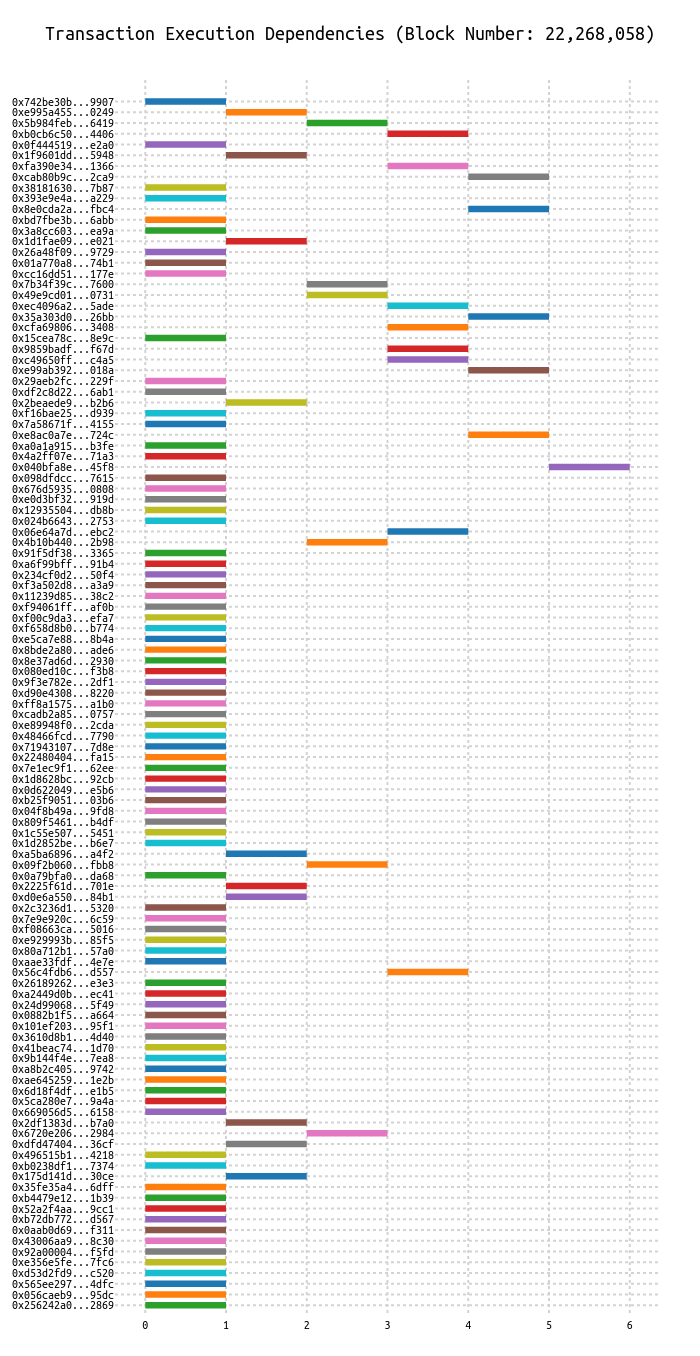 Transaction Execution Dependencies (Block Number: 22,268,058)
0x742be30b...9907
0xe995a455...0249
0x5b984feb...6419
0xb0cb6c50...4406
0x0f444519...e2a0
0x1f9601dd...5948
0xfa390e34...1366
0xcab80b9c...2ca9
0x38181630...7b87
0x393e9e4a...a229
0x8e0cda2a...fbc4
0xbd7fbe3b...6abb
0x3a8cc603...ea9a
0x1d1fae09...e021
0x26a48f09...9729
0x01a770a8...74b1
0xcc16dd51...177e
0x7b34f39c...7600
0x49e9cd01...0731
0xec4096a2...5ade
0x35a303d0...26bb
0xcfa69806...3408
0x15cea78c...8e9c
0x9859badf...f67d
0xc49650ff...c4a5
0xe99ab392...018a
0x29aeb2fc...229f
0xdf2c8d22...6ab1
0x2beaede9...b2b6
0xf16bae25...d939
0x7a58671f...4155
0xe8ac0a7e...724c
0xa0a1a915...b3fe
0x4a2ff07e...71a3
0x040bfa8e...45f8
0x098dfdcc...7615
0x676d5935...0808
0xe0d3bf32...919d
0x12935504...db8b
0x024b6643...2753
0x06e64a7d...ebc2
0x4b10b440...2b98
0x91f5df38...3365
0xa6f99bff...91b4
0x234cf0d2...50f4
0xf3a502d8...a3a9
0x11239d85...38c2
0xf94061ff...af0b
0xf00c9da3...efa7
0xf658d8b0...b774
0xe5ca7e88...8b4a
0x8bde2a80...ade6
0x8e37ad6d...2930
0x080ed10c...f3b8
0x9f3e782e...2df1
0xd90e4308...8220
0xff8a1575...a1b0
0xcadb2a85...0757
0xe89948f0...2cda
0x48466fcd...7790
0x71943107...7d8e
0x22480404...fa15
0x7e1ec9f1...62ee
0x1d8628bc...92cb
0x0d622049...e5b6
0xb25f9051...03b6
0x04f8b49a...9fd8
0x809f5461...b4df
0x1c55e507...5451
0x1d2852be...b6e7
0xa5ba6896...a4f2
0x09f2b060...fbb8
0x0a79bfa0...da68
0x2225f61d...701e
0xd0e6a550...84b1
0x2c3236d1...5320
0x7e9e920c...6c59
0xf08663ca...5016
0xe929993b...85f5
0x80a712b1...57a0
0xaae33fdf...4e7e
0x56c4fdb6...d557
0x26189262...e3e3
0xa2449d0b...ec41
0x24d99068...5f49
0x0882b1f5...a664
0x101ef203...95f1
0x3610d8b1...4d40
0x41beac74...1d70
0x9b144f4e...7ea8
0xa8b2c405...9742
0xae645259...1e2b
0x6d18f4df...e1b5
0x5ca280e7...9a4a
0x669056d5...6158
0x2df1383d...b7a0
0x6720e206...2984
0xdfd47404...36cf
0x496515b1...4218
0xb0238df1...7374
0x175d141d...30ce
0x35fe35a4...6dff
0xb4479e12...1b39
0x52a2f4aa...9cc1
0xb72db772...d567
0x0aab0d69...f311
0x43006aa9...8c30
0x92a00004...f5fd
0xe356e5fe...7fc6
0xd53d2fd9...c520
0x565ee297...4dfc
0x056caeb9...95dc
0x256242a0...2869
0 1 2 3 4 5 6